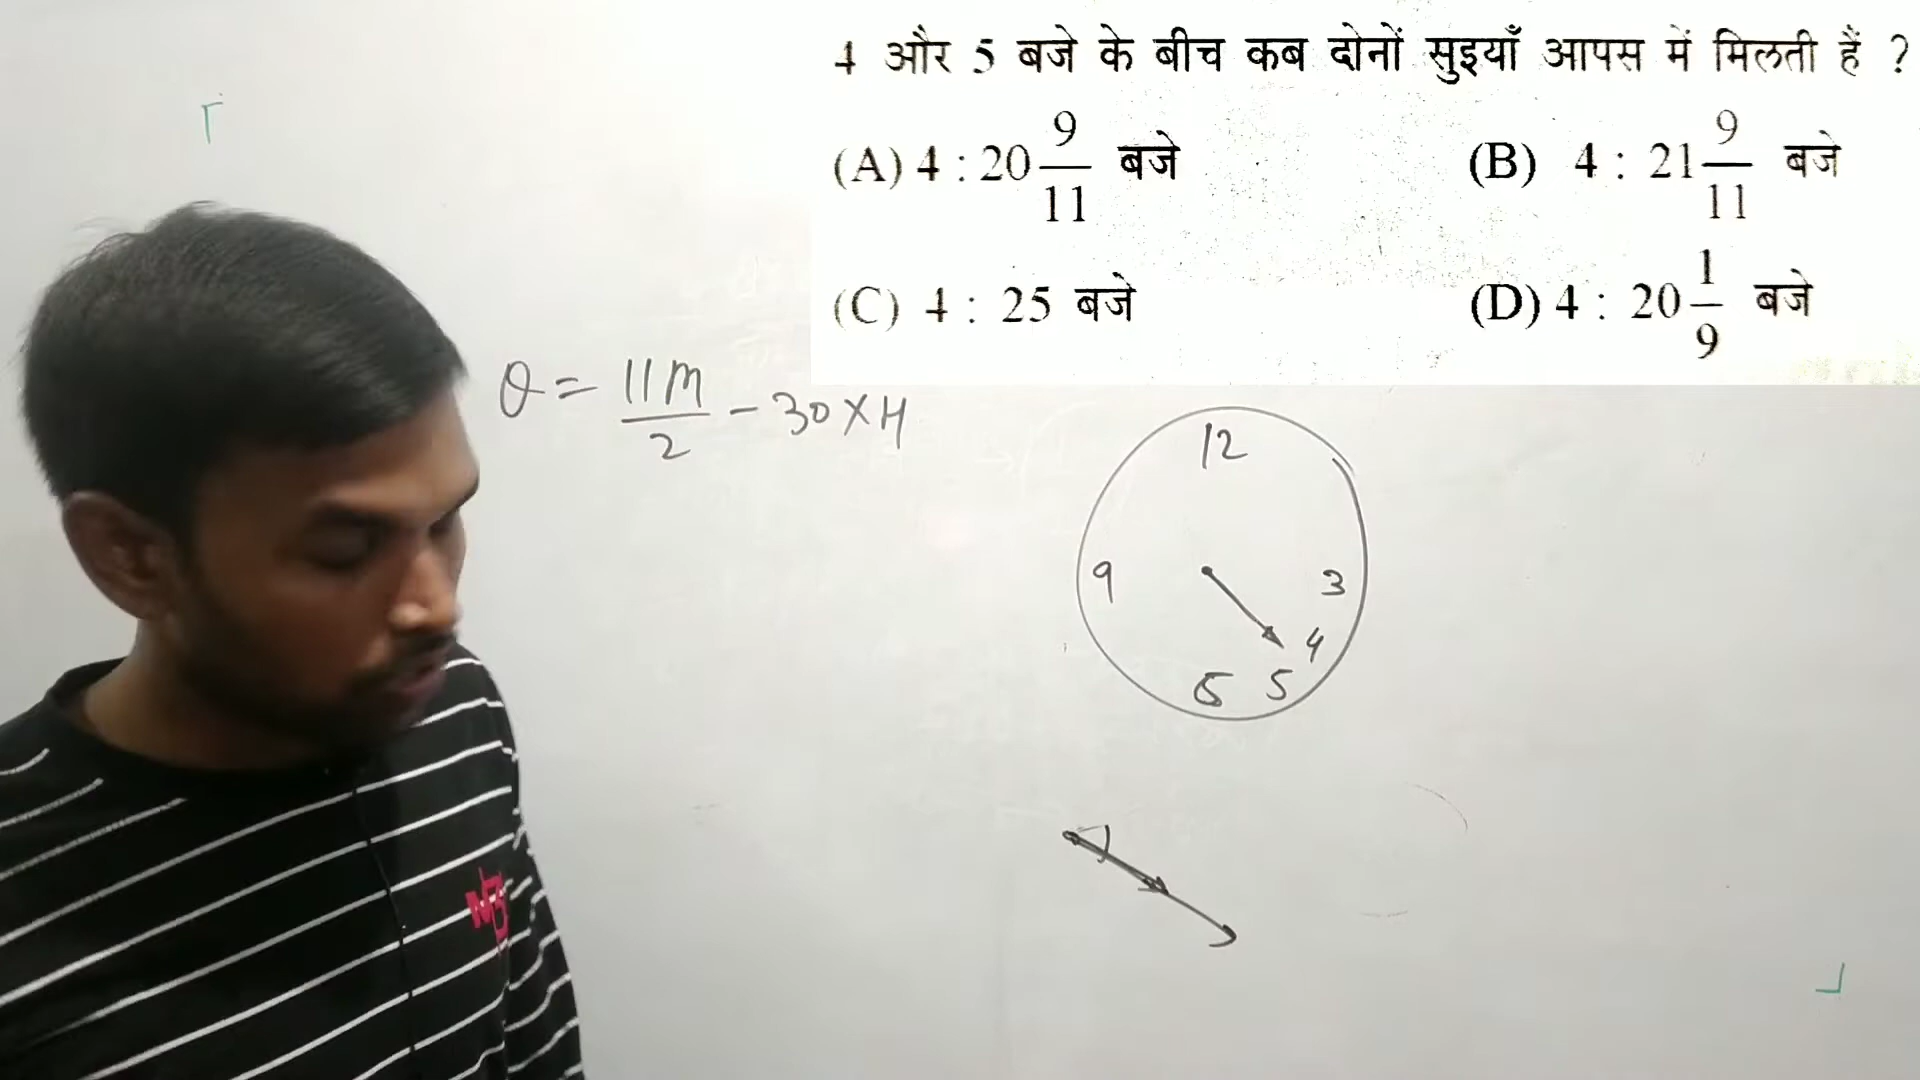 4 और 5 बजे के बीच कब दोनों सुइयाँ आपस में मिलती हैं ?
(A) 4 : 20 9/11 बजे
(B) 4 : 21 9/11 बजे
(C) 4 : 25 बजे
(D) 4 : 20 1/9 बजे
θ = 11M/2 - 30 × H
12
9
3
4
6 5